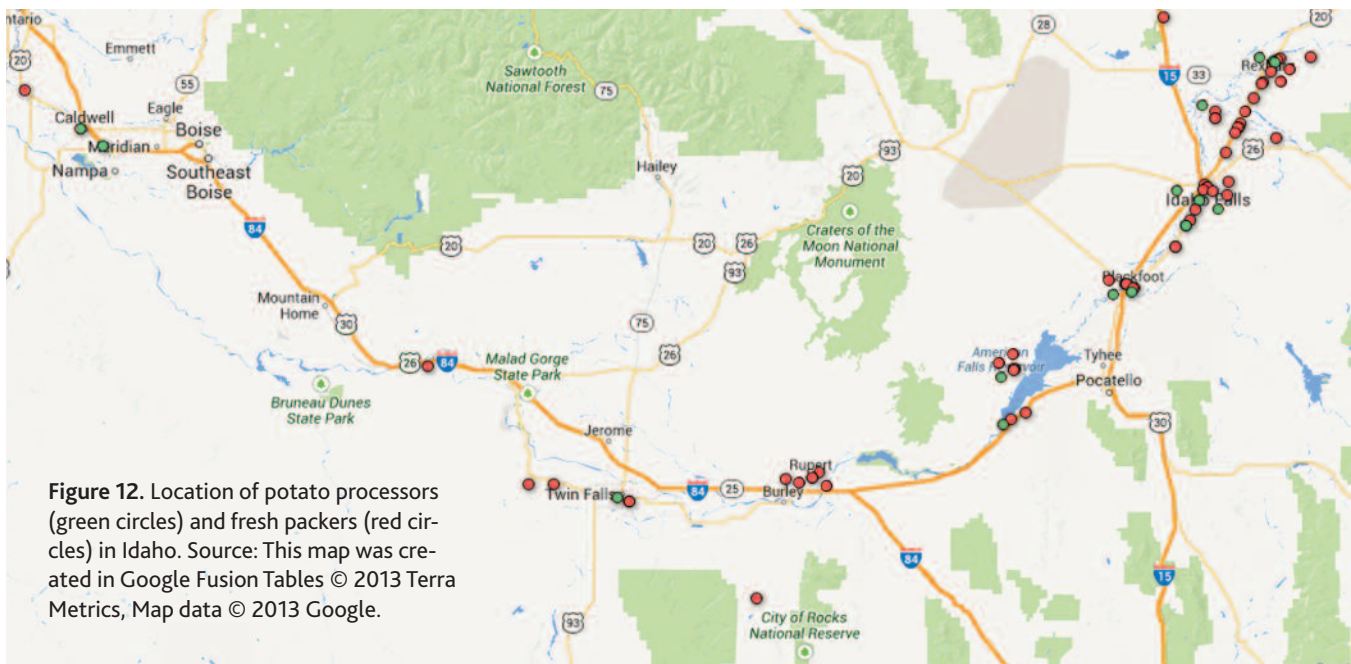 ntario
Emmett
20
55
Caldwell
Eagle
Boise
Meridian
Nampa
Southeast
Boise
84
Sawtooth
National Forest
75
Hailey
28
93
20
Craters of the
Moon National
Monument
20
20
26
93
15
33
20
26
Idaho Falls
Mountain
Home
30
26
84
Malad Gorge
State Park
75
26
Bruneau Dunes
State Park
Blackfoot
American
Falls Reservoir
Tyhee
Pocatello
30
Jerome
Twin Falls
84
25
Rupert
Burley
84
15
93
City of Rocks
National Reserve
Figure 12. Location of potato processors
(green circles) and fresh packers (red cir-
cles) in Idaho. Source: This map was cre-
ated in Google Fusion Tables © 2013 Terra
Metrics, Map data © 2013 Google.